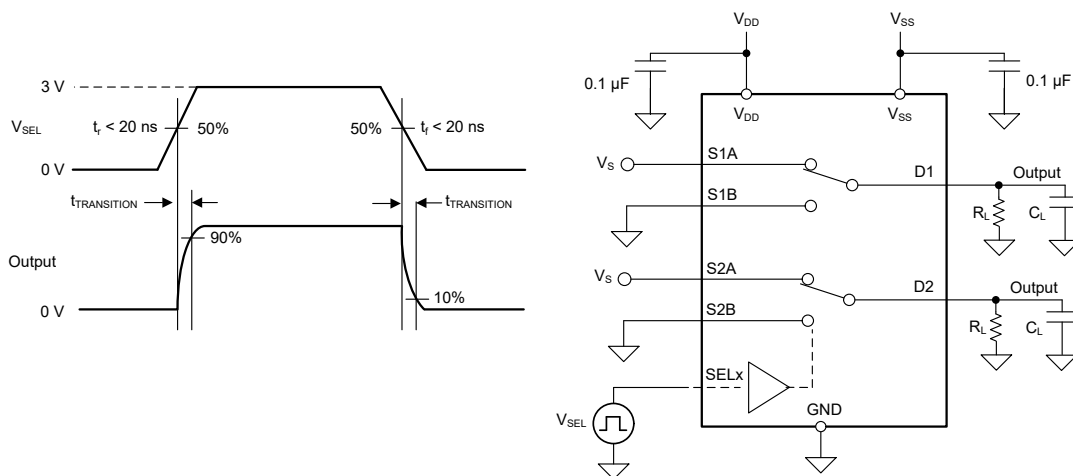 3 V
V_SEL
t_r < 20 ns
50%
50%
t_f < 20 ns
0 V
t_TRANSITION
t_TRANSITION
90%
Output
10%
0 V
V_DD
V_SS
0.1 µF
0.1 µF
V_DD
V_SS
V_S
S1A
D1
Output
S1B
R_L
C_L
V_S
S2A
D2
Output
S2B
R_L
C_L
SELx
V_SEL
GND